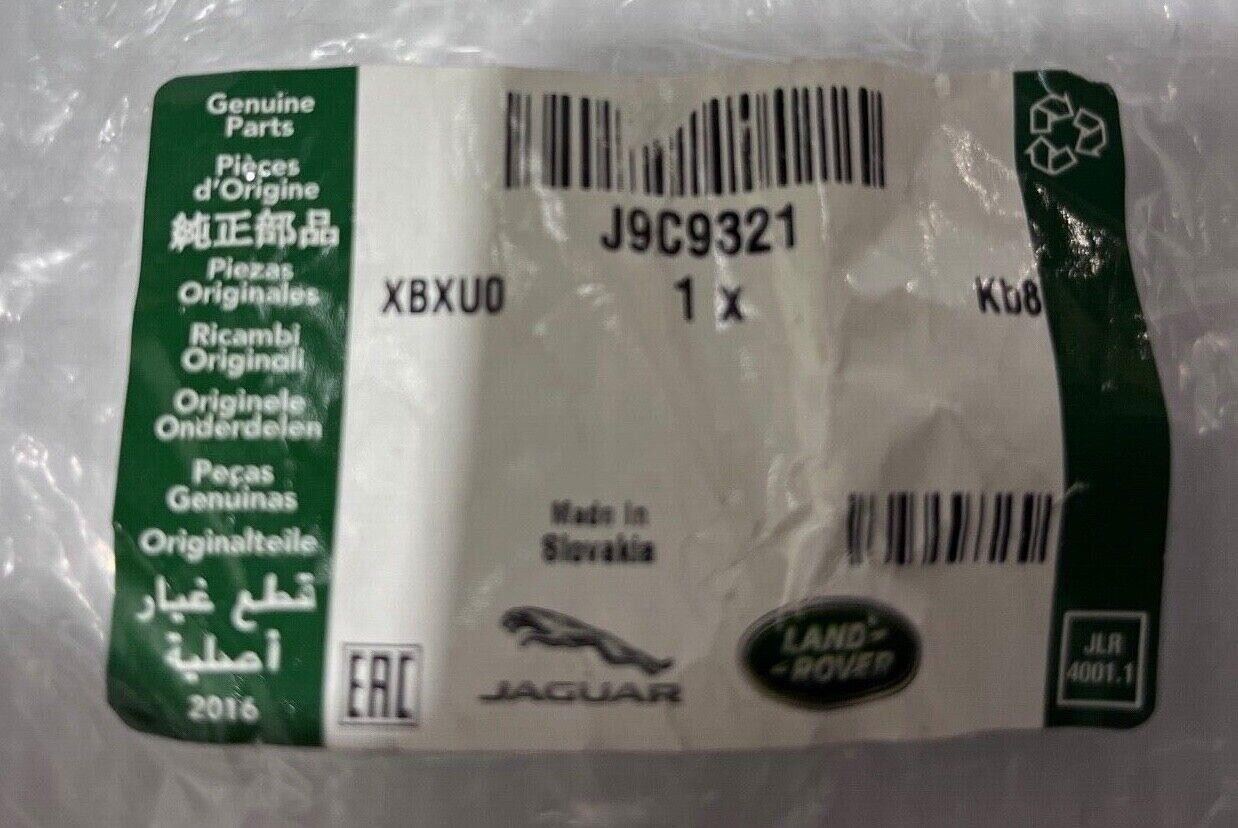 Genuine
Parts
Pièces
d'Origine
純正部品
Piezas
Originales
Ricambi
Originali
Originele
Onderdelen
Peças
Genuinas
Originalteile
قطع غيار
أصلية
2016
J9C9321
XBXU0
1 x
Kb8
Made in
Slovakia
EAC
JAGUAR
LAND-
-ROVER
JLR
4001.1